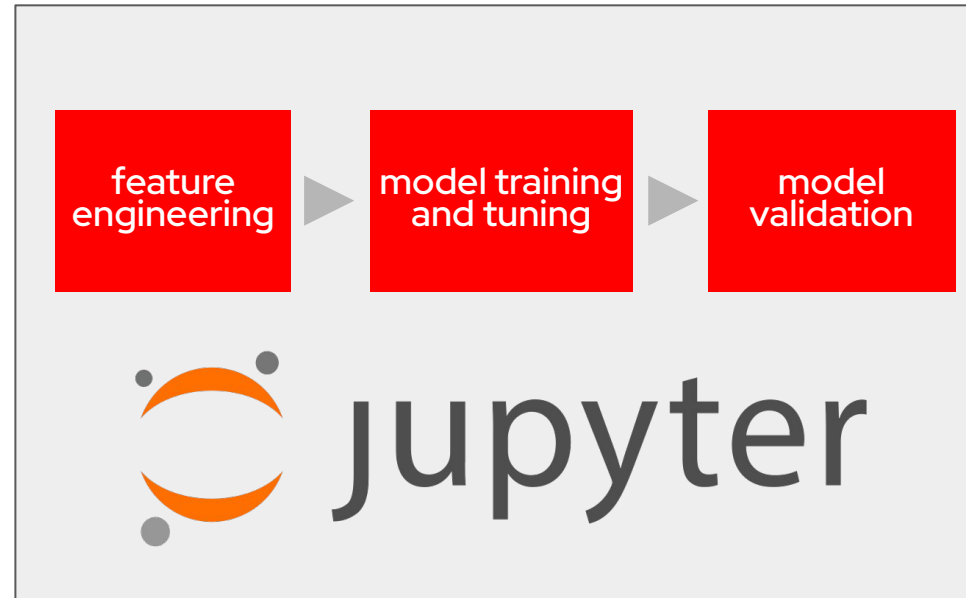 feature
engineering
model training
and tuning
model
validation
jupyter